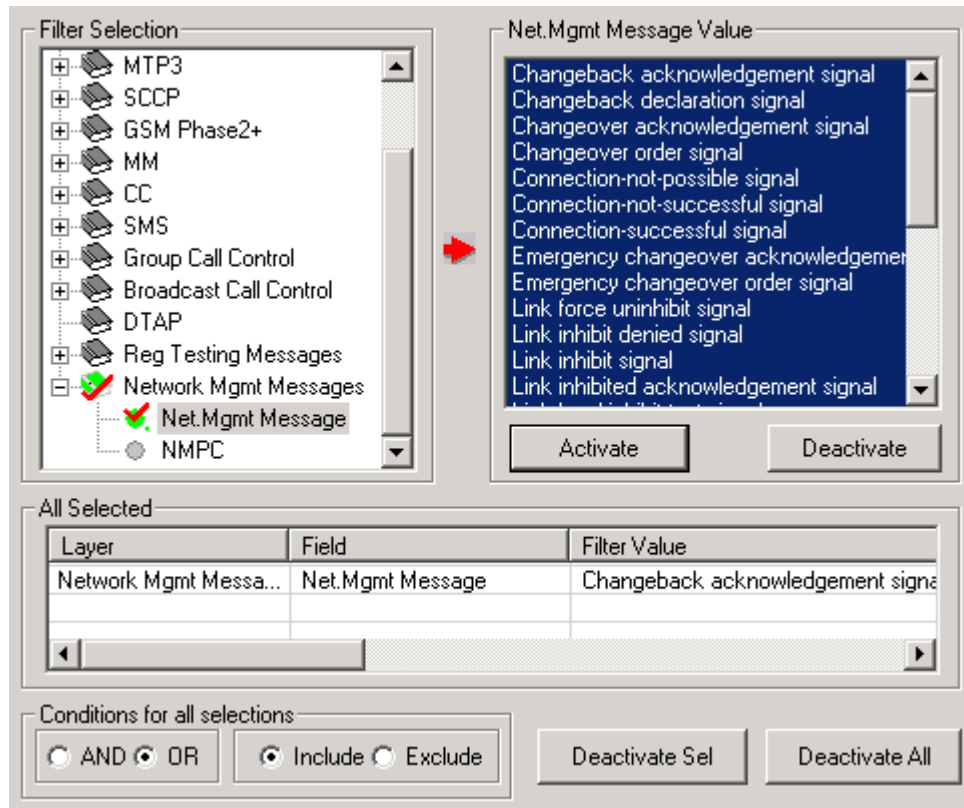 Filter Selection
MTP3
SCCP
GSM Phase2+
MM
CC
SMS
Group Call Control
Broadcast Call Control
DTAP
Reg Testing Messages
Network Mgmt Messages
Net.Mgmt Message
NMPC
Net.Mgmt Message Value
Changeback acknowledgement signal
Changeback declaration signal
Changeover acknowledgement signal
Changeover order signal
Connection-not-possible signal
Connection-not-successful signal
Connection-successful signal
Emergency changeover acknowledgemer
Emergency changeover order signal
Link force uninhibit signal
Link inhibit denied signal
Link inhibit signal
Link inhibited acknowledgement signal
Activate Deactivate
All Selected
Layer Field Filter Value
Network Mgmt Messa... Net.Mgmt Message Changeback acknowledgement signa
Conditions for all selections
AND OR Include Exclude
Deactivate Sel Deactivate All